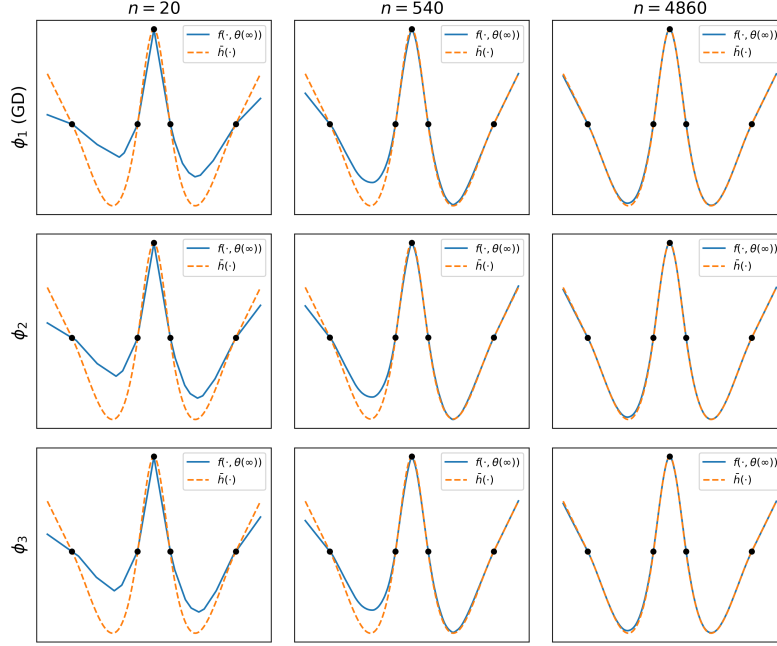 n = 20 n = 540 n = 4860
ϕ₁ (GD)
f(·, θ(∞))
h̄(·)
f(·, θ(∞))
h̄(·)
f(·, θ(∞))
h̄(·)
ϕ₂
f(·, θ(∞))
h̄(·)
f(·, θ(∞))
h̄(·)
f(·, θ(∞))
h̄(·)
ϕ₃
f(·, θ(∞))
h̄(·)
f(·, θ(∞))
h̄(·)
f(·, θ(∞))
h̄(·)